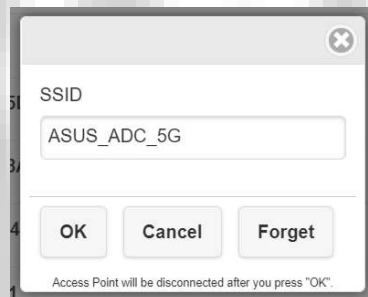 SSID
ASUS_ADC_5G
OK Cancel Forget
Access Point will be disconnected after you press "OK".